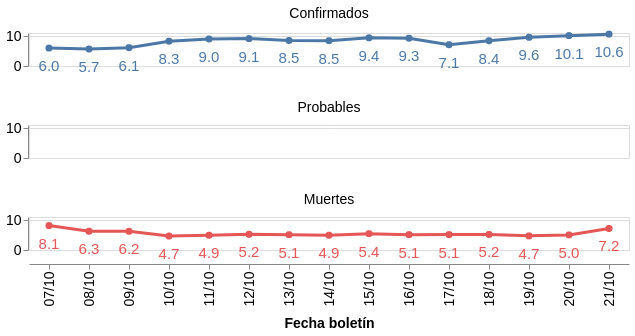 Confirmados
10
0
6.0 5.7 6.1 8.3 9.0 9.1 8.5 8.5 9.4 9.3 7.1 8.4 9.6 10.1 10.6
Probables
10
0
Muertes
10
0
8.1 6.3 6.2 4.7 4.9 5.2 5.1 4.9 5.4 5.1 5.1 5.2 4.7 5.0 7.2
07/10 08/10 09/10 10/10 11/10 12/10 13/10 14/10 15/10 16/10 17/10 18/10 19/10 20/10 21/10
Fecha boletín